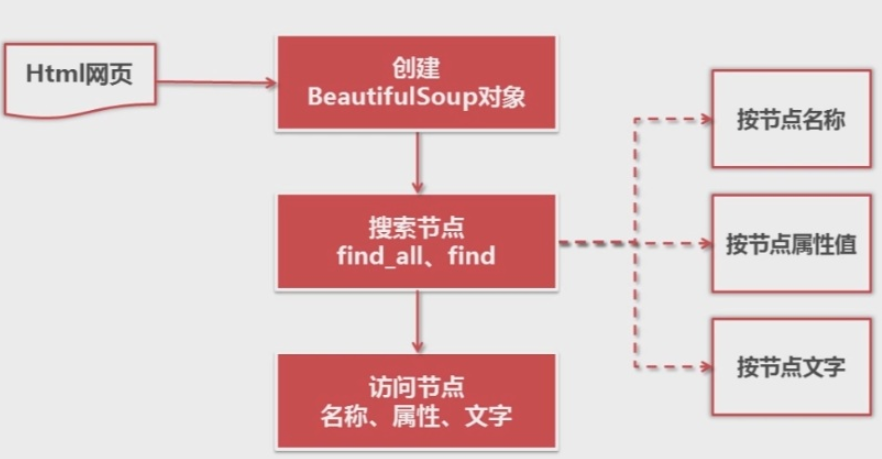 Html网页
创建
BeautifulSoup对象
按节点名称
搜索节点
find_all、find
按节点属性值
按节点文字
访问节点
名称、属性、文字